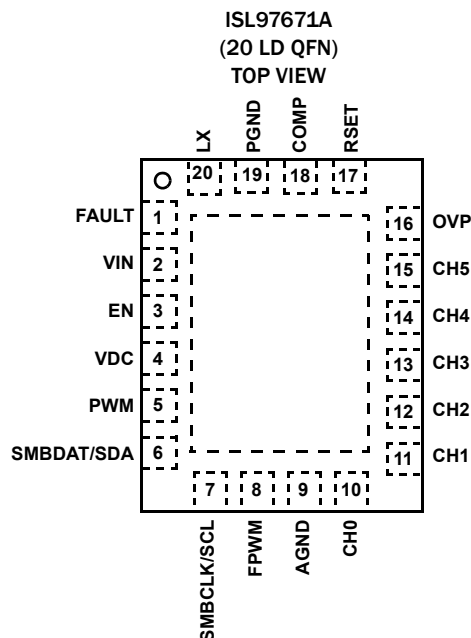 ISL97671A
(20 LD QFN)
TOP VIEW
LX
PGND
COMP
RSET
20
19
18
17
FAULT 1
VIN 2
EN 3
VDC 4
PWM 5
SMBDAT/SDA 6
16 OVP
15 CH5
14 CH4
13 CH3
12 CH2
11 CH1
7
8
9
10
SMBCLK/SCL
FPWM
AGND
CH0